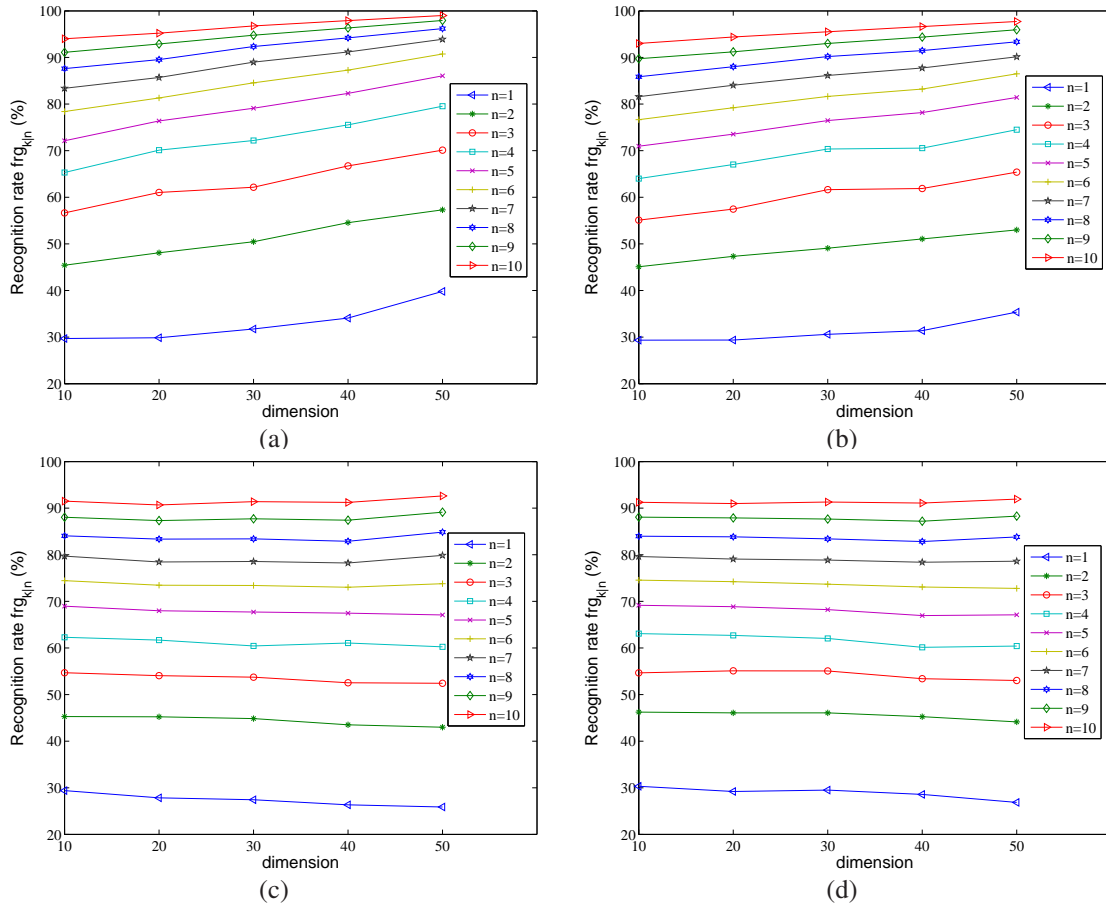 100
90
80
70
60
50
40
30
20
10 20 30 40 50
Recognition rate frg_k|n (%)
dimension
n=1
n=2
n=3
n=4
n=5
n=6
n=7
n=8
n=9
n=10
(a)
100
90
80
70
60
50
40
30
20
10 20 30 40 50
Recognition rate frg_k|n (%)
dimension
n=1
n=2
n=3
n=4
n=5
n=6
n=7
n=8
n=9
n=10
(b)
100
90
80
70
60
50
40
30
20
10 20 30 40 50
Recognition rate frg_k|n (%)
dimension
n=1
n=2
n=3
n=4
n=5
n=6
n=7
n=8
n=9
n=10
(c)
100
90
80
70
60
50
40
30
20
10 20 30 40 50
Recognition rate frg_k|n (%)
dimension
n=1
n=2
n=3
n=4
n=5
n=6
n=7
n=8
n=9
n=10
(d)